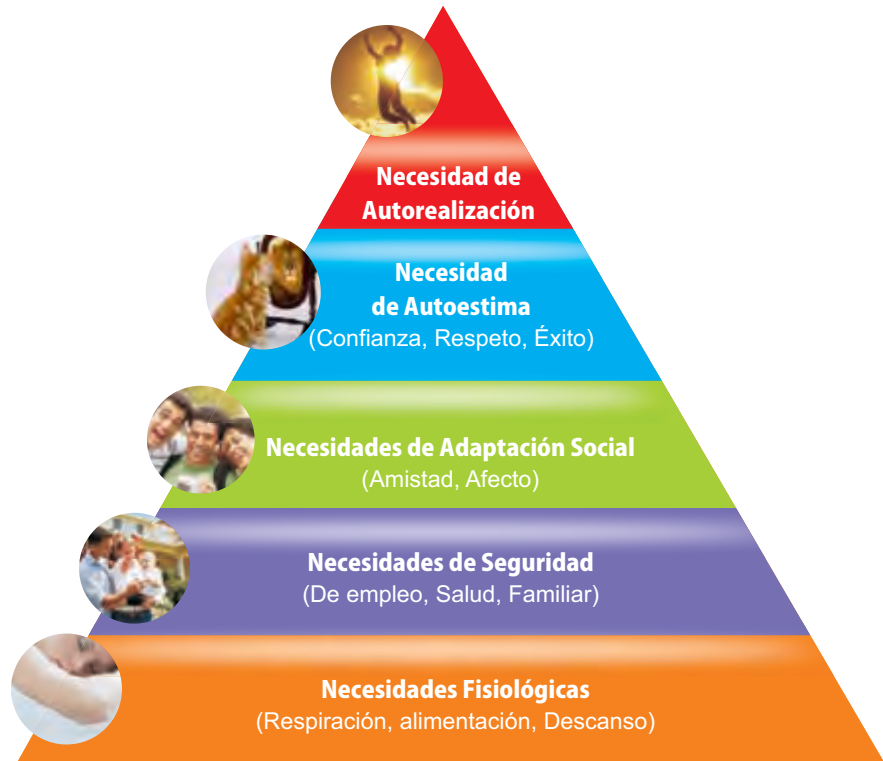 Necesidad de
Autorealización
Necesidad
de Autoestima
(Confianza, Respeto, Éxito)
Necesidades de Adaptación Social
(Amistad, Afecto)
Necesidades de Seguridad
(De empleo, Salud, Familiar)
Necesidades Fisiológicas
(Respiración, alimentación, Descanso)